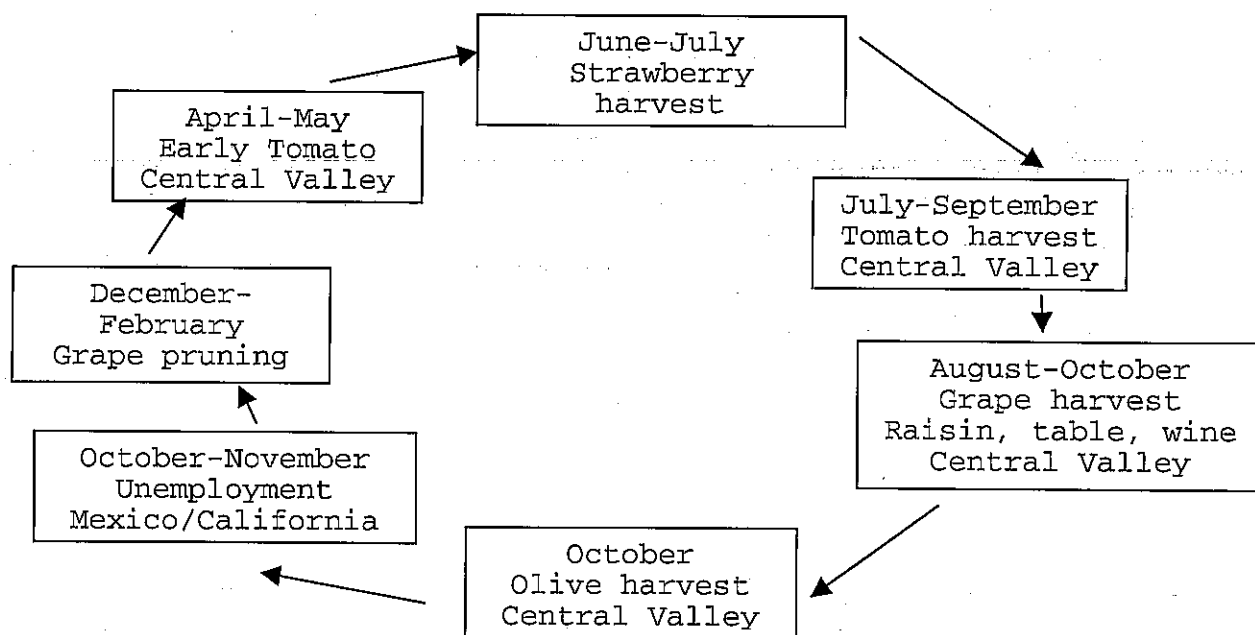 June-July
Strawberry
harvest
April-May
Early Tomato
Central Valley
July-September
Tomato harvest
Central Valley
December-
February
Grape pruning
August-October
Grape harvest
Raisin, table, wine
Central Valley
October-November
Unemployment
Mexico/California
October
Olive harvest
Central Valley